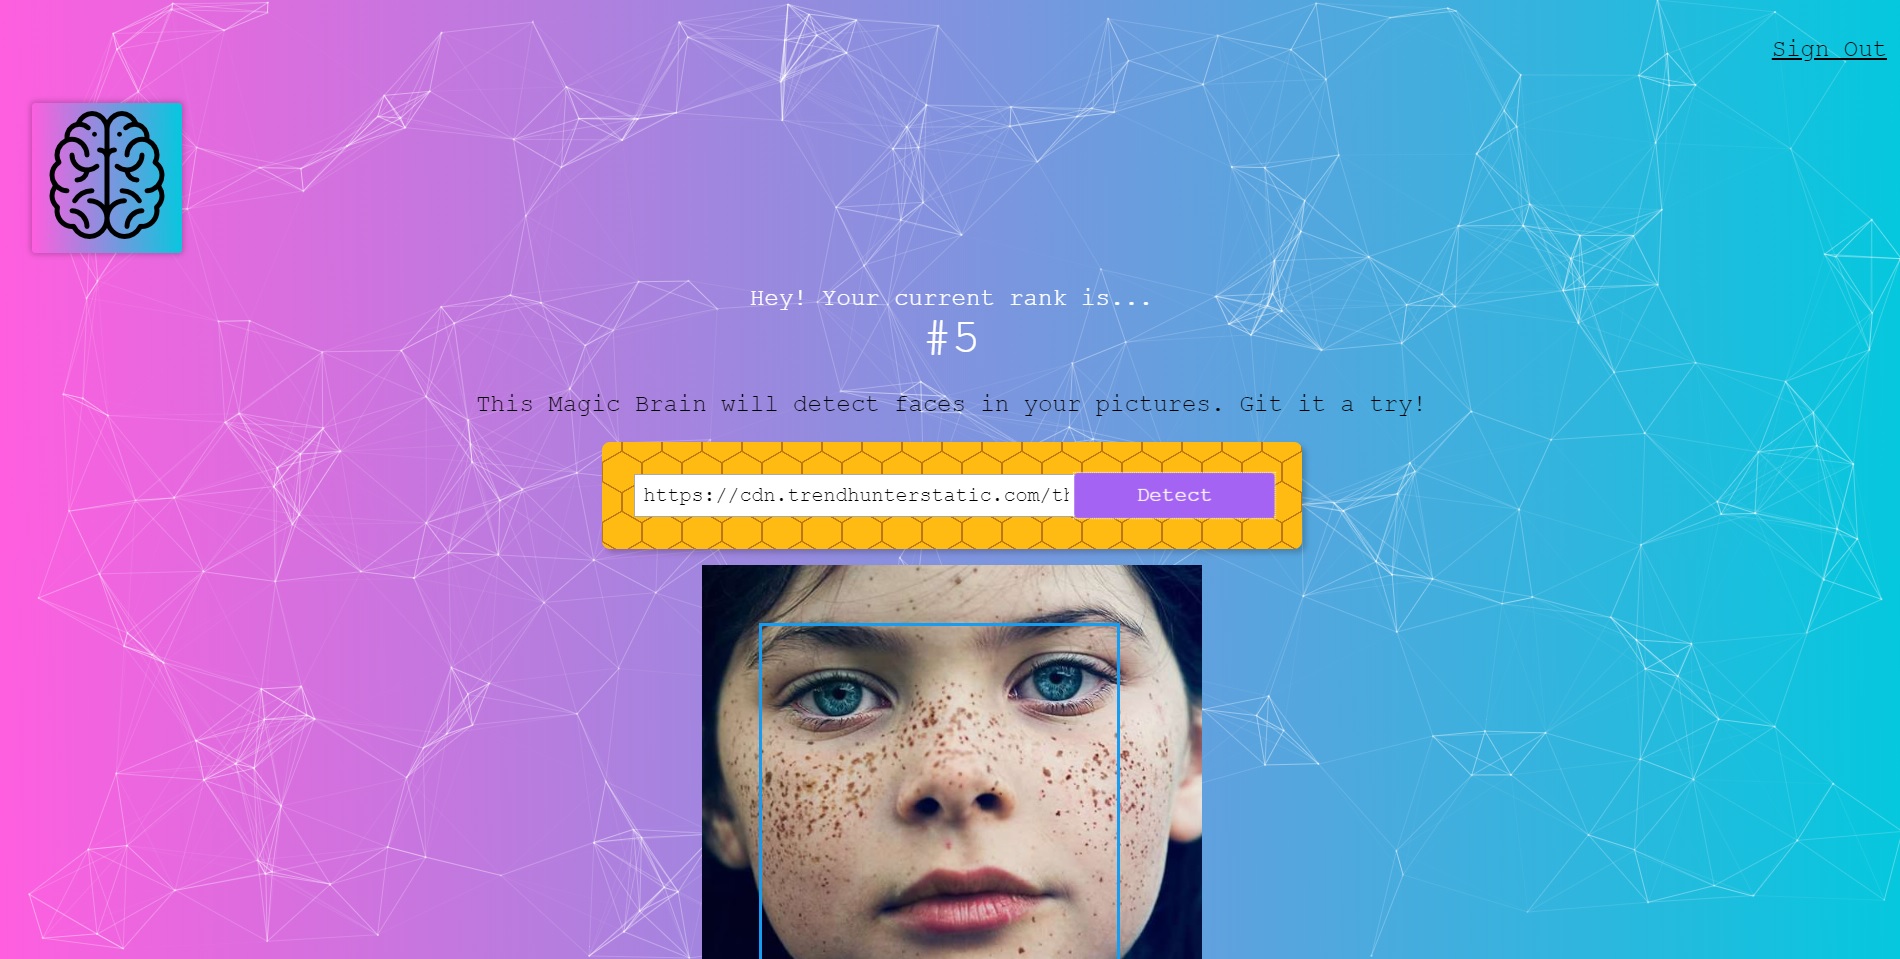 Sign Out
Hey! Your current rank is...
#5
This Magic Brain will detect faces in your pictures. Git it a try!
https://cdn.trendhunterstatic.com/th
Detect